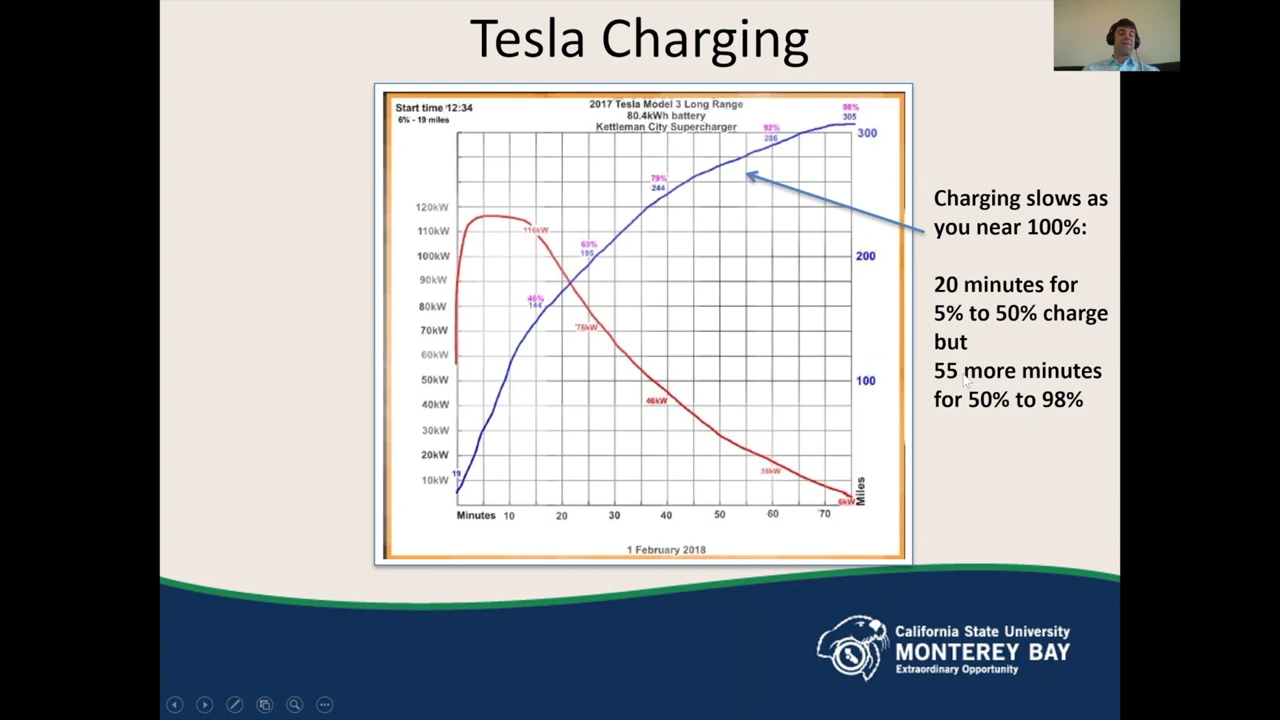 Tesla Charging
Start time 12:34
6% - 19 miles
2017 Tesla Model 3 Long Range
80.4kWh battery
Kettleman City Supercharger
98%
305
92%
286
300
79%
244
120kW
110kW
116kW
63%
195
100kW
200
90kW
46%
144
80kW
76kW
70kW
60kW
50kW
100
46kW
40kW
30kW
20kW
19
10kW
6kW
Miles
Minutes 10 20 30 40 50 60 70
1 February 2018
Charging slows as
you near 100%:
20 minutes for
5% to 50% charge
but
55 more minutes
for 50% to 98%
California State University
MONTEREY BAY
Extraordinary Opportunity